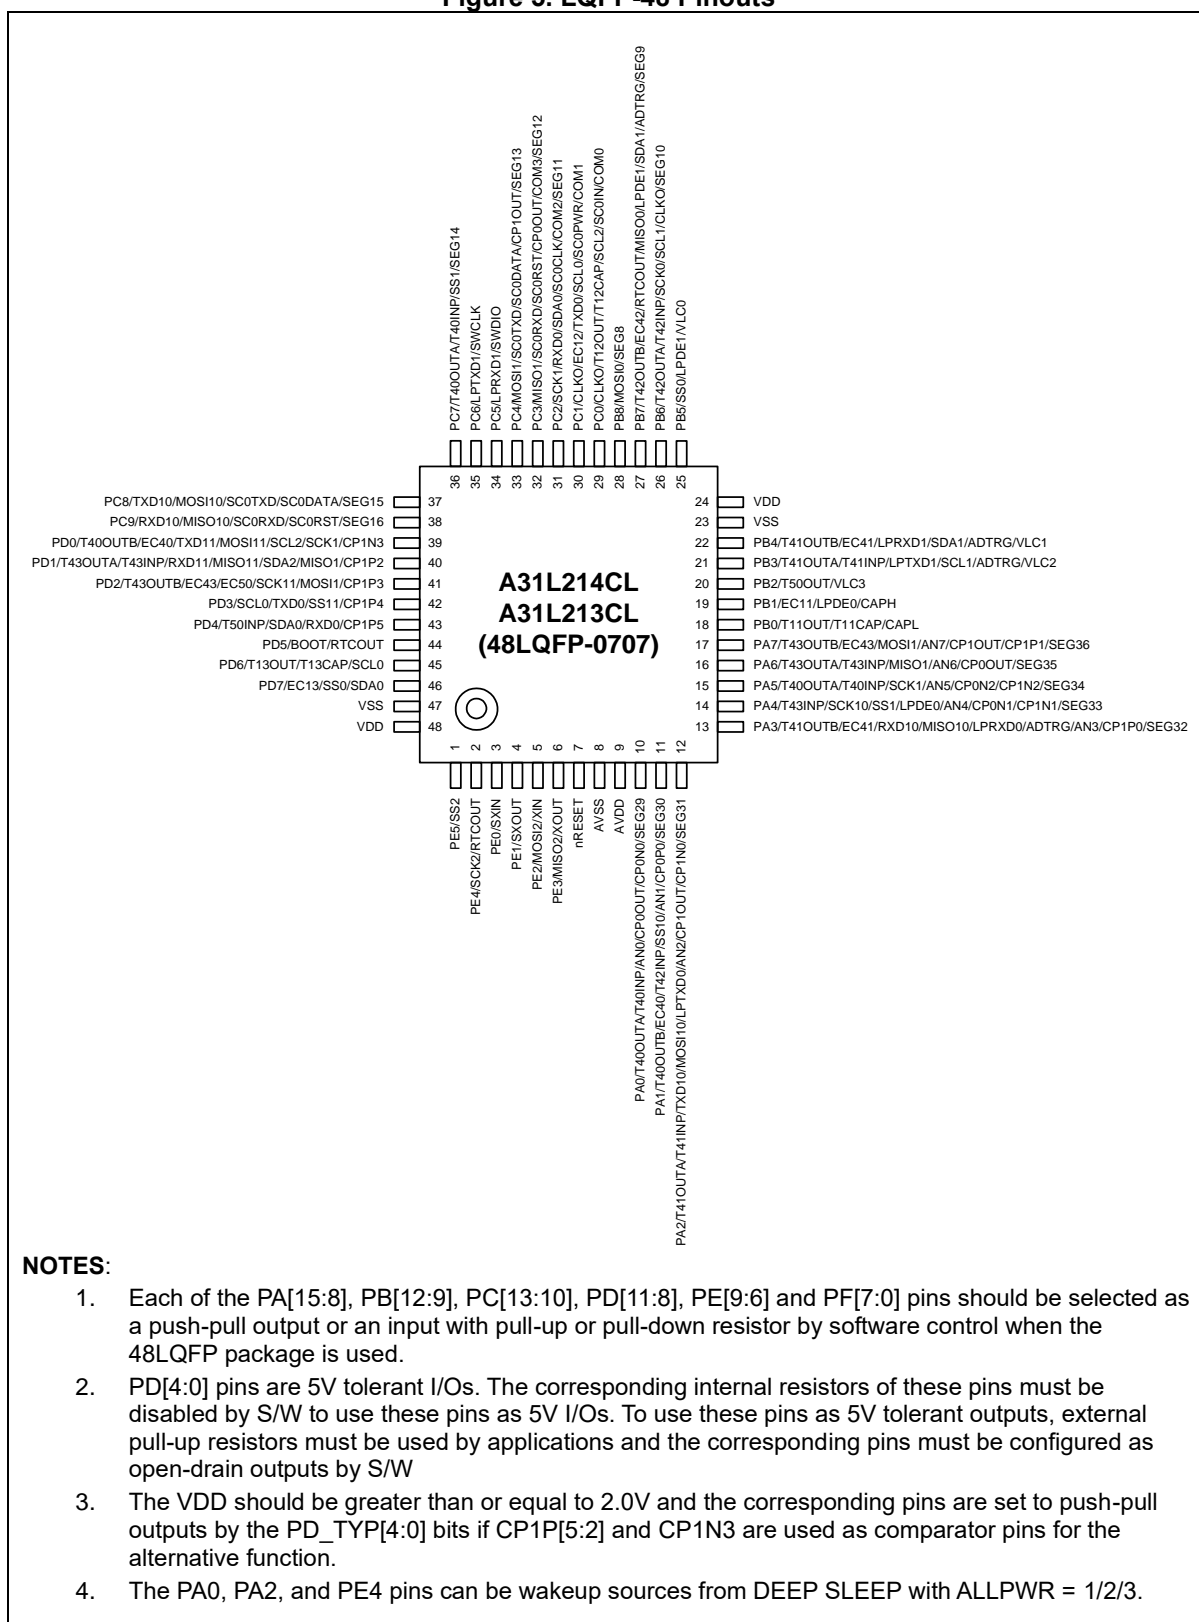 Figure 3. LQFP-48 Pinouts
PC7/T40OUTA/T40INP/SS1/SEG14
PC6/LPTXD1/SWCLK
PC5/LPRXD1/SWDIO
PC4/MOSI1/SC0TXD/SC0DATA/CP1OUT/SEG13
PC3/MISO1/SC0RXD/SC0RST/CP0OUT/COM3/SEG12
PC2/SCK1/RXD0/SDA0/SC0CLK/COM2/SEG11
PC1/CLKO/EC12/TXD0/SCL0/SC0PWR/COM1
PC0/CLKO/T12OUT/T12CAP/SCL2/SC0IN/COM0
PB8/MOSI0/SEG8
PB7/T42OUTB/EC42/RTCOUT/MISO0/LPDE1/SDA1/ADTRG/SEG9
PB6/T42OUTA/T42INP/SCK0/SCL1/CLKO/SEG10
PB5/SS0/LPDE1/VLC0
36 35 34 33 32 31 30 29 28 27 26 25
PC8/TXD10/MOSI10/SC0TXD/SC0DATA/SEG15 37
PC9/RXD10/MISO10/SC0RXD/SC0RST/SEG16 38
PD0/T40OUTB/EC40/TXD11/MOSI11/SCL2/SCK1/CP1N3 39
PD1/T43OUTA/T43INP/RXD11/MISO11/SDA2/MISO1/CP1P2 40
PD2/T43OUTB/EC43/EC50/SCK11/MOSI1/CP1P3 41
PD3/SCL0/TXD0/SS11/CP1P4 42
PD4/T50INP/SDA0/RXD0/CP1P5 43
PD5/BOOT/RTCOUT 44
PD6/T13OUT/T13CAP/SCL0 45
PD7/EC13/SS0/SDA0 46
VSS 47
VDD 48
A31L214CL
A31L213CL
(48LQFP-0707)
24 VDD
23 VSS
22 PB4/T41OUTB/EC41/LPRXD1/SDA1/ADTRG/VLC1
21 PB3/T41OUTA/T41INP/LPTXD1/SCL1/ADTRG/VLC2
20 PB2/T50OUT/VLC3
19 PB1/EC11/LPDE0/CAPH
18 PB0/T11OUT/T11CAP/CAPL
17 PA7/T43OUTB/EC43/MOSI1/AN7/CP1OUT/CP1P1/SEG36
16 PA6/T43OUTA/T43INP/MISO1/AN6/CP0OUT/SEG35
15 PA5/T40OUTA/T40INP/SCK1/AN5/CP0N2/CP1N2/SEG34
14 PA4/T43INP/SCK10/SS1/LPDE0/AN4/CP0N1/CP1N1/SEG33
13 PA3/T41OUTB/EC41/RXD10/MISO10/LPRXD0/ADTRG/AN3/CP1P0/SEG32
1 2 3 4 5 6 7 8 9 10 11 12
PE5/SS2
PE4/SCK2/RTCOUT
PE0/SXIN
PE1/SXOUT
PE2/MOSI2/XIN
PE3/MISO2/XOUT
nRESET
AVSS
AVDD
PA0/T40OUTA/T40INP/AN0/CP0OUT/CP0N0/SEG29
PA1/T40OUTB/EC40/T42INP/SS10/AN1/CP0P0/SEG30
PA2/T41OUTA/T41INP/TXD10/MOSI10/LPTXD0/AN2/CP1OUT/CP1N0/SEG31
NOTES:
1. Each of the PA[15:8], PB[12:9], PC[13:10], PD[11:8], PE[9:6] and PF[7:0] pins should be selected as
a push-pull output or an input with pull-up or pull-down resistor by software control when the
48LQFP package is used.
2. PD[4:0] pins are 5V tolerant I/Os. The corresponding internal resistors of these pins must be
disabled by S/W to use these pins as 5V I/Os. To use these pins as 5V tolerant outputs, external
pull-up resistors must be used by applications and the corresponding pins must be configured as
open-drain outputs by S/W
3. The VDD should be greater than or equal to 2.0V and the corresponding pins are set to push-pull
outputs by the PD_TYP[4:0] bits if CP1P[5:2] and CP1N3 are used as comparator pins for the
alternative function.
4. The PA0, PA2, and PE4 pins can be wakeup sources from DEEP SLEEP with ALLPWR = 1/2/3.